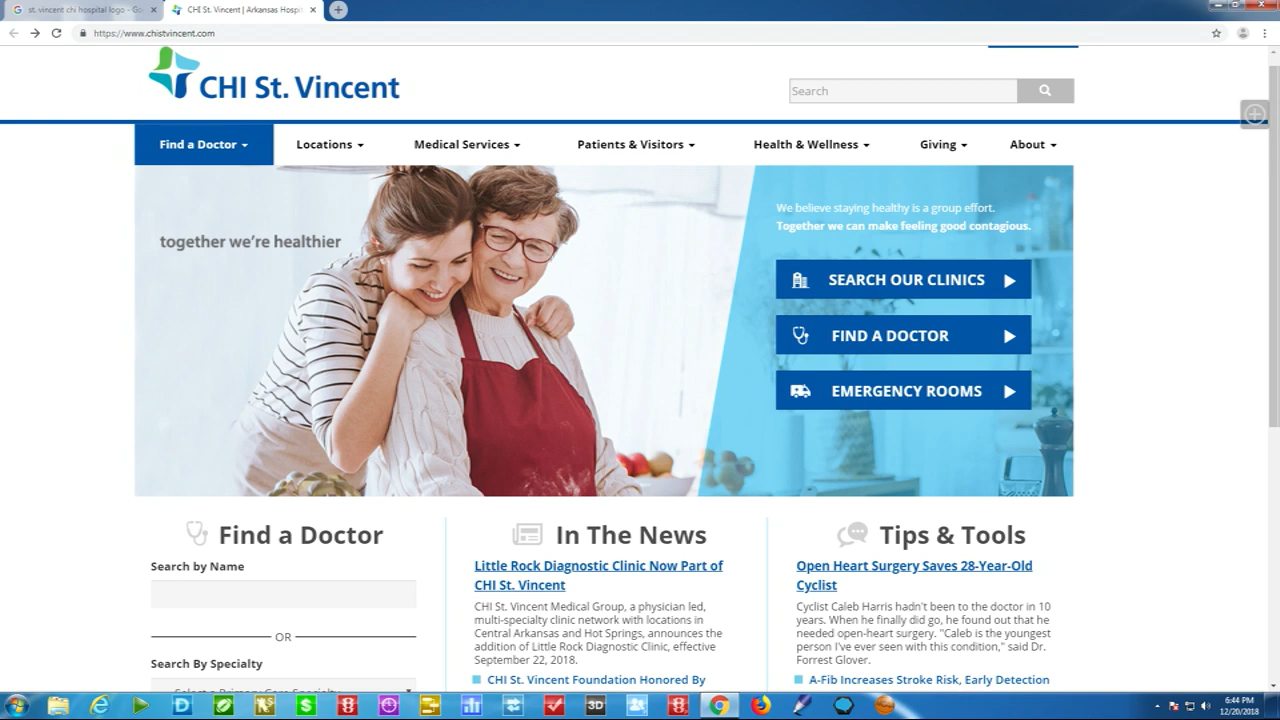 st. vincent chi hospital logo - Go
CHI St. Vincent | Arkansas Hospi
https://www.chistvincent.com
CHI St. Vincent
Search
Find a Doctor
Locations
Medical Services
Patients & Visitors
Health & Wellness
Giving
About
together we're healthier
We believe staying healthy is a group effort.
Together we can make feeling good contagious.
SEARCH OUR CLINICS
FIND A DOCTOR
EMERGENCY ROOMS
Find a Doctor
Search by Name
OR
Search By Specialty
Select a Primary Care Specialty
In The News
Little Rock Diagnostic Clinic Now Part of
CHI St. Vincent
CHI St. Vincent Medical Group, a physician led,
multi-specialty clinic network with locations in
Central Arkansas and Hot Springs, announces the
addition of Little Rock Diagnostic Clinic, effective
September 22, 2018.
CHI St. Vincent Foundation Honored By
Tips & Tools
Open Heart Surgery Saves 28-Year-Old
Cyclist
Cyclist Caleb Harris hadn't been to the doctor in 10
years. When he finally did go, he found out that he
needed open-heart surgery. "Caleb is the youngest
person I've ever seen with this condition," said Dr.
Forrest Glover.
A-Fib Increases Stroke Risk, Early Detection
3D
6:44 PM
12/20/2018